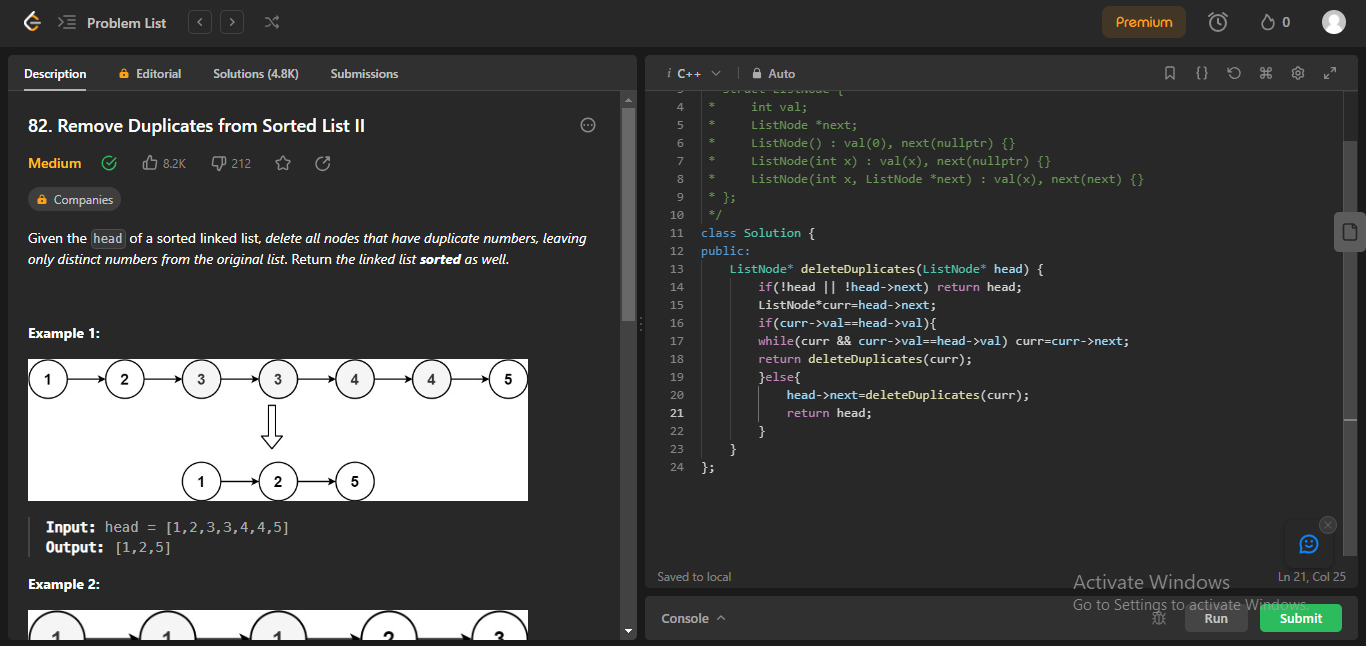 Problem List
Premium
0
Description
Editorial
Solutions (4.8K)
Submissions
82. Remove Duplicates from Sorted List II
Medium
8.2K
212
Companies
Given the head of a sorted linked list, delete all nodes that have duplicate numbers, leaving
only distinct numbers from the original list. Return the linked list sorted as well.
Example 1:
1 2 3 3 4 4 5
1 2 5
Input: head = [1,2,3,3,4,4,5]
Output: [1,2,5]
Example 2:
1 1 1 2 3
i C++
Auto
3 * struct ListNode {
4 *     int val;
5 *     ListNode *next;
6 *     ListNode() : val(0), next(nullptr) {}
7 *     ListNode(int x) : val(x), next(nullptr) {}
8 *     ListNode(int x, ListNode *next) : val(x), next(next) {}
9 * };
10 */
11 class Solution {
12 public:
13     ListNode* deleteDuplicates(ListNode* head) {
14         if(!head || !head->next) return head;
15         ListNode*curr=head->next;
16         if(curr->val==head->val){
17         while(curr && curr->val==head->val) curr=curr->next;
18         return deleteDuplicates(curr);
19         }else{
20             head->next=deleteDuplicates(curr);
21             return head;
22         }
23     }
24 };
Saved to local
Ln 21, Col 25
Activate Windows
Go to Settings to activate Windows.
Console
Run
Submit